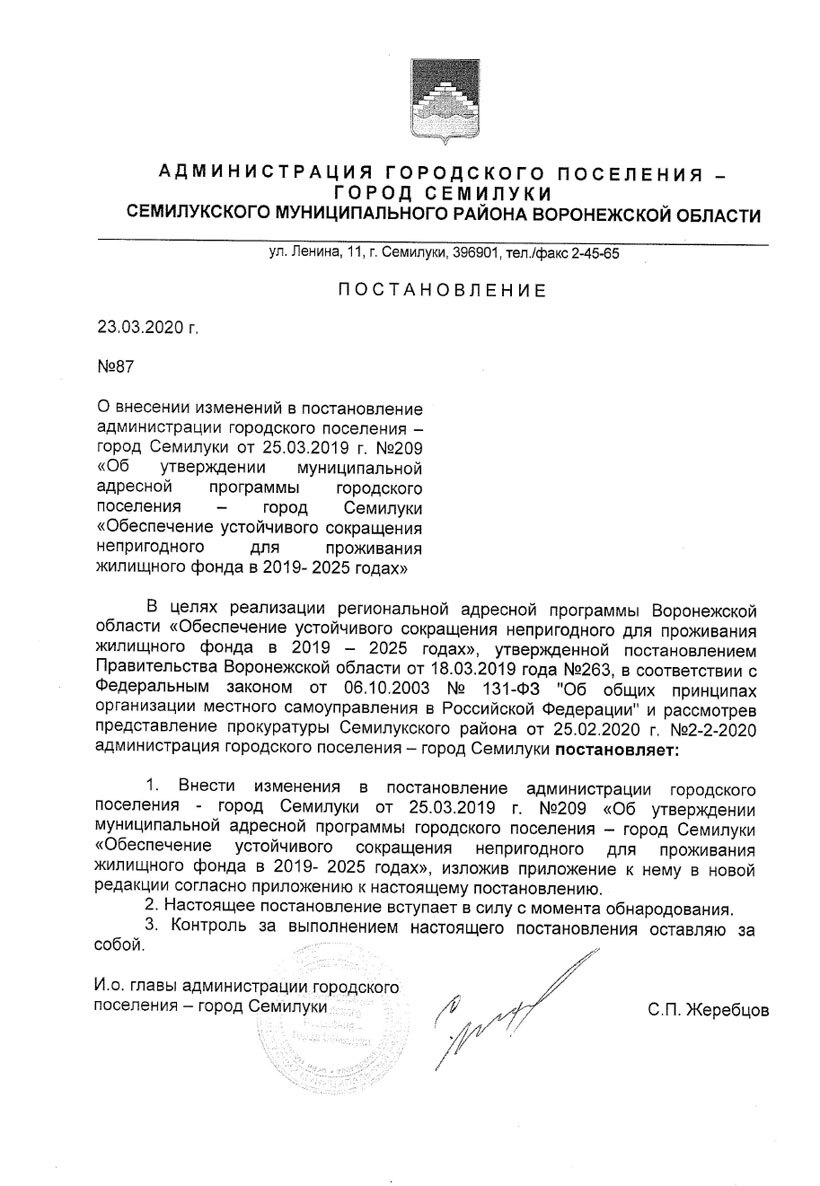 АДМИНИСТРАЦИЯ ГОРОДСКОГО ПОСЕЛЕНИЯ –
ГОРОД СЕМИЛУКИ
СЕМИЛУКСКОГО МУНИЦИПАЛЬНОГО РАЙОНА ВОРОНЕЖСКОЙ ОБЛАСТИ
ул. Ленина, 11, г. Семилуки, 396901, тел./факс 2-45-65
ПОСТАНОВЛЕНИЕ
23.03.2020 г.
№87
О внесении изменений в постановление
администрации городского поселения –
город Семилуки от 25.03.2019 г. №209
«Об утверждении муниципальной
адресной программы городского
поселения – город Семилуки
«Обеспечение устойчивого сокращения
непригодного для проживания
жилищного фонда в 2019- 2025 годах»
В целях реализации региональной адресной программы Воронежской
области «Обеспечение устойчивого сокращения непригодного для проживания
жилищного фонда в 2019 – 2025 годах», утвержденной постановлением
Правительства Воронежской области от 18.03.2019 года №263, в соответствии с
Федеральным законом от 06.10.2003 № 131-ФЗ "Об общих принципах
организации местного самоуправления в Российской Федерации" и рассмотрев
представление прокуратуры Семилукского района от 25.02.2020 г. №2-2-2020
администрация городского поселения – город Семилуки постановляет:
1. Внести изменения в постановление администрации городского
поселения - город Семилуки от 25.03.2019 г. №209 «Об утверждении
муниципальной адресной программы городского поселения – город Семилуки
«Обеспечение устойчивого сокращения непригодного для проживания
жилищного фонда в 2019- 2025 годах», изложив приложение к нему в новой
редакции согласно приложению к настоящему постановлению.
2. Настоящее постановление вступает в силу с момента обнародования.
3. Контроль за выполнением настоящего постановления оставляю за
собой.
И.о. главы администрации городского
поселения – город Семилуки
С.П. Жеребцов